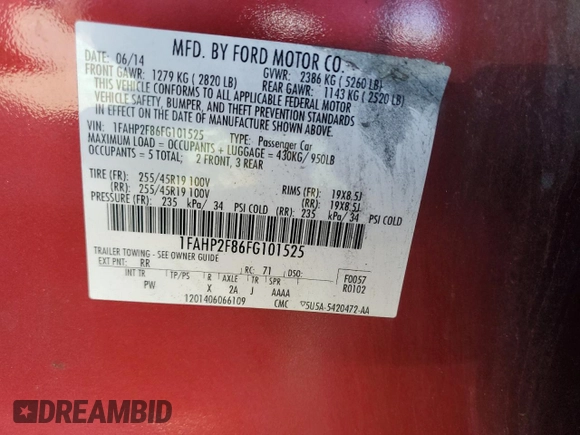 MFD. BY FORD MOTOR CO.
DATE: 06/14 GVWR: 2386 KG ( 5260 LB)
FRONT GAWR: 1279 KG ( 2820 LB) REAR GAWR: 1143 KG ( 2520 LB)
THIS VEHICLE CONFORMS TO ALL APPLICABLE FEDERAL MOTOR
VEHICLE SAFETY, BUMPER, AND THEFT PREVENTION STANDARDS
IN EFFECT ON THE DATE OF MANUFACTURE SHOWN ABOVE.
VIN: 1FAHP2F86FG101525 TYPE: Passenger Car
MAXIMUM LOAD = OCCUPANTS + LUGGAGE = 430KG/ 950LB
OCCUPANTS = 5 TOTAL; 2 FRONT, 3 REAR
TIRE (FR): 255/45R19 100V RIMS (FR): 19X8.5J
(RR): 255/45R19 100V (RR): 19X8.5J
PRESSURE (FR): 235 kPa/ 34 PSI COLD (RR): 235 kPa/ 34 PSI COLD
1FAHP2F86FG101525
TRAILER TOWING - SEE OWNER GUIDE
EXT PNT: RR RC: 71 DSO: F0057
INT TR TP/PS R AXLE TR SPR R0102
PW X 2A J AAAA
1201406066109 CMC 5U5A-5420472-AA
DREAMBID